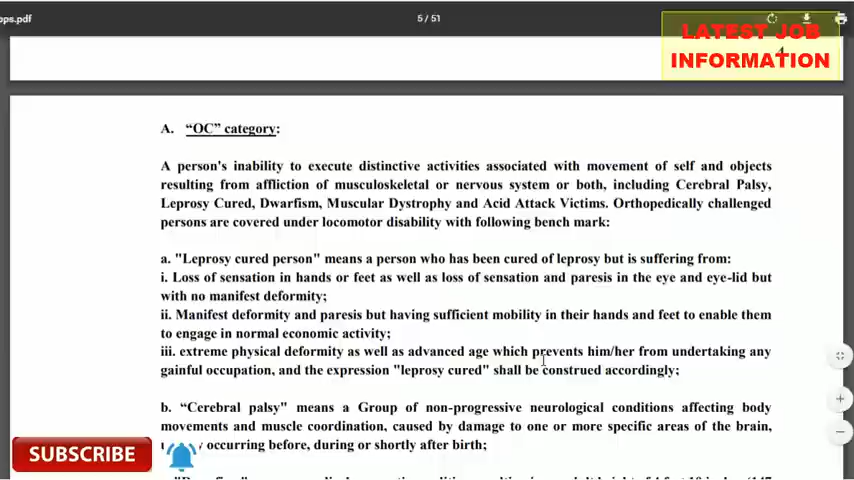 ops.pdf
5 / 51
LATEST JOB
INFORMATION
4
A. “OC” category:
A person's inability to execute distinctive activities associated with movement of self and objects
resulting from affliction of musculoskeletal or nervous system or both, including Cerebral Palsy,
Leprosy Cured, Dwarfism, Muscular Dystrophy and Acid Attack Victims. Orthopedically challenged
persons are covered under locomotor disability with following bench mark:
a. "Leprosy cured person" means a person who has been cured of leprosy but is suffering from:
i. Loss of sensation in hands or feet as well as loss of sensation and paresis in the eye and eye-lid but
with no manifest deformity;
ii. Manifest deformity and paresis but having sufficient mobility in their hands and feet to enable them
to engage in normal economic activity;
iii. extreme physical deformity as well as advanced age which prevents him/her from undertaking any
gainful occupation, and the expression "leprosy cured" shall be construed accordingly;
b. “Cerebral palsy" means a Group of non-progressive neurological conditions affecting body
movements and muscle coordination, caused by damage to one or more specific areas of the brain,
occurring before, during or shortly after birth;
SUBSCRIBE